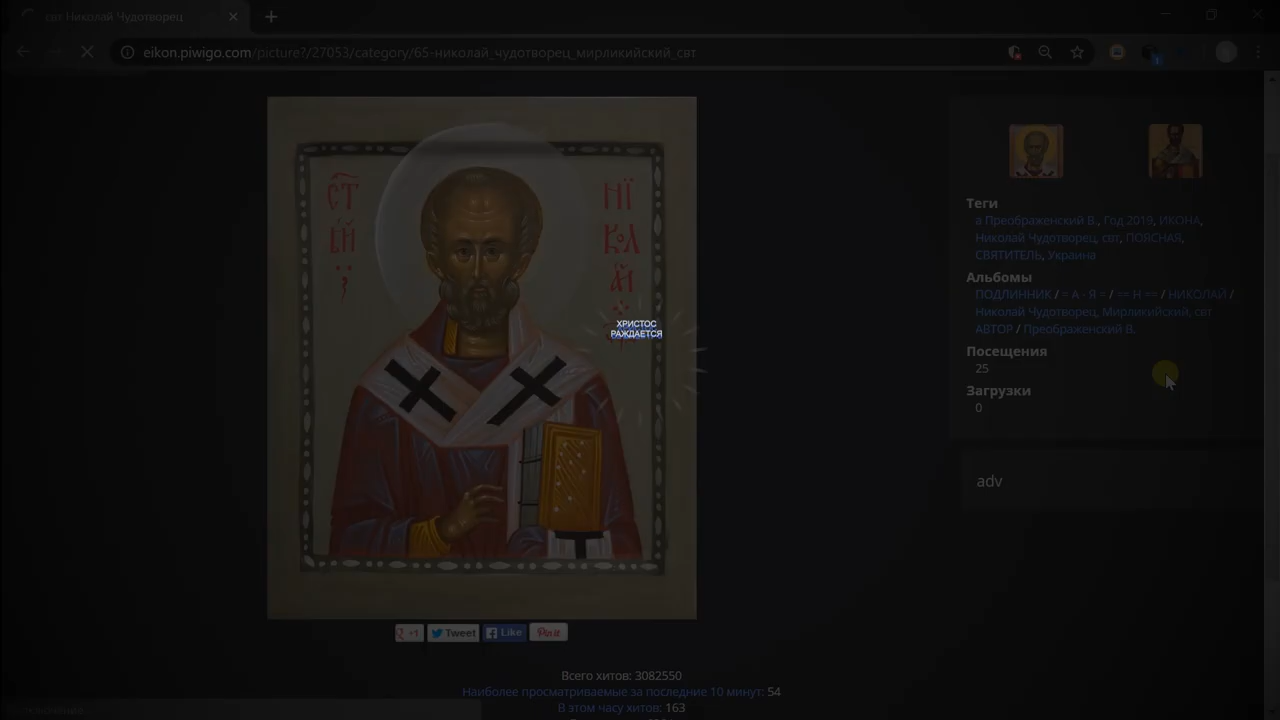 свт Николай Чудотворец
eikon.piwigo.com/picture?/27053/category/65-николай_чудотворец_мирликийский_свт
НІ
КОЛ
АЙ
ХРИСТОС
РАЖДАЕТСЯ
Теги
а Преображенский В., Год 2019, ИКОНА,
Николай Чудотворец, свт, ПОЯСНАЯ,
СВЯТИТЕЛЬ, Украина
Альбомы
ПОДЛИННИК / = А - Я = / == Н == / НИКОЛАЙ /
Николай Чудотворец, Мирликийский, свт
АВТОР / Преображенский В.
Посещения
25
Загрузки
0
adv
+1 Tweet Like Pin it
Всего хитов: 3082550
Наиболее просматриваемые за последние 10 минут: 54
В этом часу хитов: 163